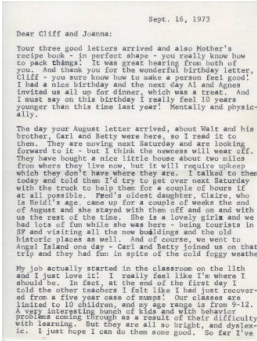 Sept. 16, 1973
Dear Cliff and Joanna:
Your three good letters arrived and also Mother's
recipe book - in perfect shape - you really know how
to pack things! It was great hearing from both of
you. And thank you for the wonderful birthday letter,
Cliff - you sure know how to make a person feel good!
I had a nice birthday and the next day Al and Agnes
invited us all up for dinner, which was a treat. And
I must say on this birthday I really feel 10 years
younger than this time last year! Mentally and physic-
ally.
The day your August letter arrived, about Walt and his
brother, Carl and Betty were here, so I read it to
them. They are moving next Saturday and are looking
forward to it - but I think the newness will wear off.
They have bought a nice little house about two miles
from where they live now, but it will require upkeep
which they don't have where they are. I talked to them
today and told them I'd try to get over next Saturday
with the truck to help them for a couple of hours if
at all possible. 's oldest daughter, Claire, who
is Heidi's age, came up for a couple of weeks the end
of August and she stayed with them off and on with
us the rest of the time. She is a lovely girl and we
had lots of fun while she was here - being tourists in
SF and visiting all the new buildings and the old
historic places as well. And of course, we went to
Angel Island one day - Carl and Betty joined us on that
trip and they had fun in spite of the cold foggy weather
My job actually started in the classroom on the 11th
and I just love it! I really feel like I'm where I
should be. In fact, at the end of the first day I
told the other teachers I felt like I had just recover-
ed from a five year case of mumps! Our classes are
limited to 10 children, and my age range is from 9-12.
A very interesting bunch of kids and with behavior
problems coming through as a result of their difficulty
with learning. But they are all so bright, and dyslex-
ic. I just hope I can do them some good. So far I've